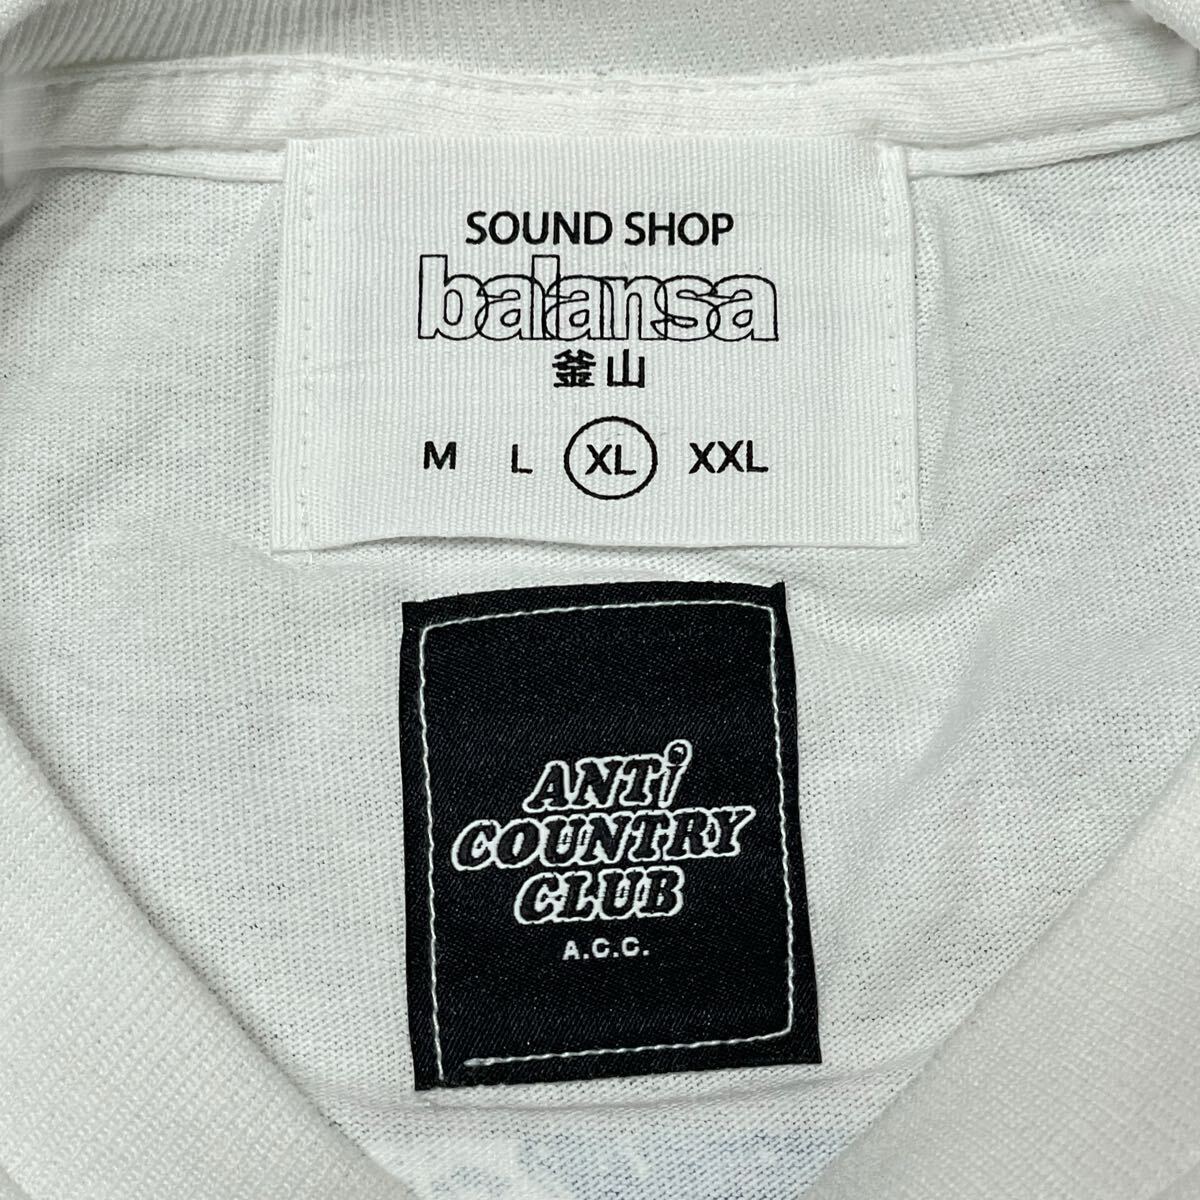 SOUND SHOP
balansa
釜山
M L XL XXL
ANTi
COUNTRY
CLUB
A.C.C.